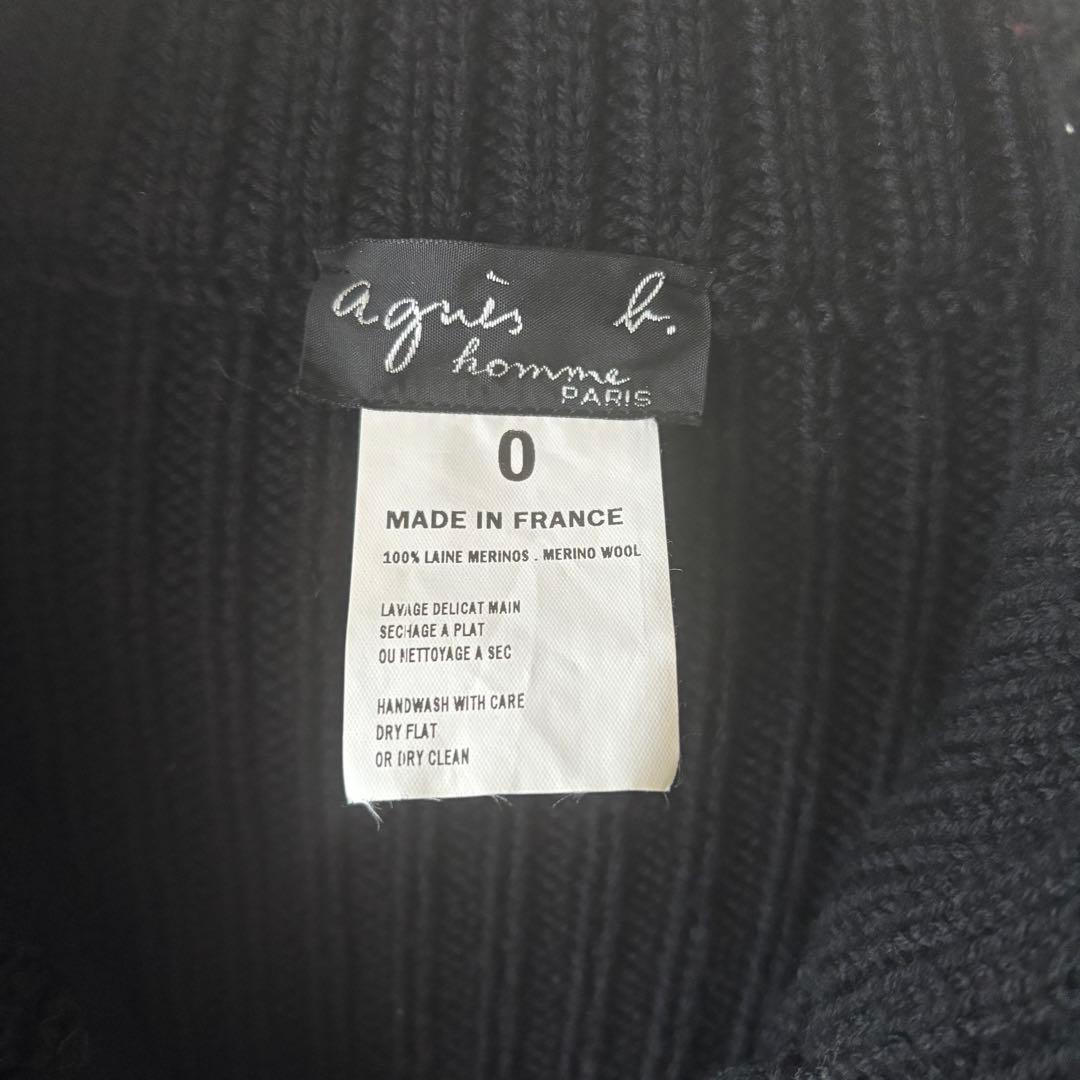 agnès b.
homme
PARIS
0
MADE IN FRANCE
100% LAINE MERINOS . MERINO WOOL
LAVAGE DELICAT MAIN
SECHAGE A PLAT
OU NETTOYAGE A SEC
HANDWASH WITH CARE
DRY FLAT
OR DRY CLEAN